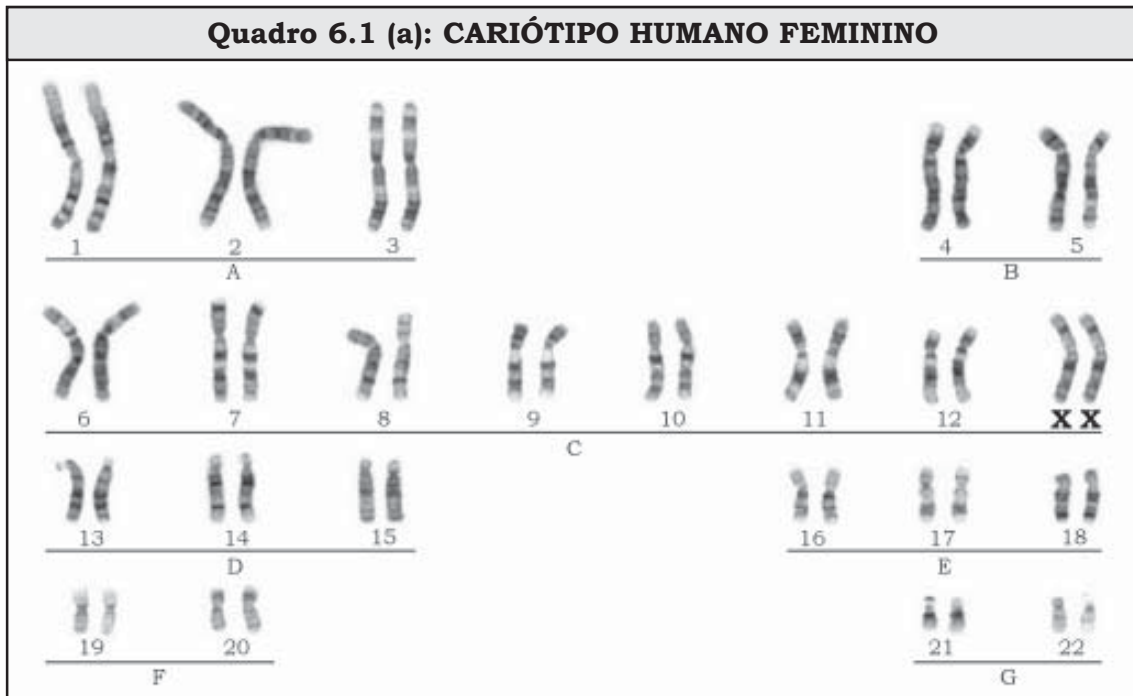 Quadro 6.1 (a): CARIÓTIPO HUMANO FEMININO
1 2 3 4 5
A B
6 7 8 9 10 11 12 X X
C
13 14 15 16 17 18
D E
19 20 21 22
F G